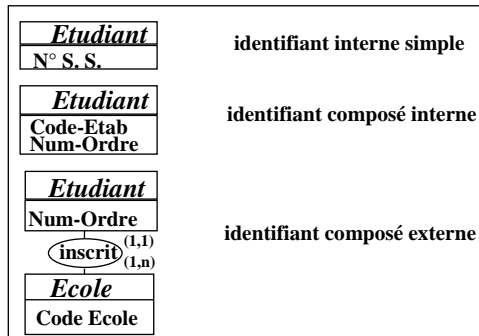 Etudiant
N° S. S.
identifiant interne simple
Etudiant
Code-Etab
Num-Ordre
identifiant composé interne
Etudiant
Num-Ordre
inscrit
(1,1)
(1,n)
identifiant composé externe
Ecole
Code Ecole